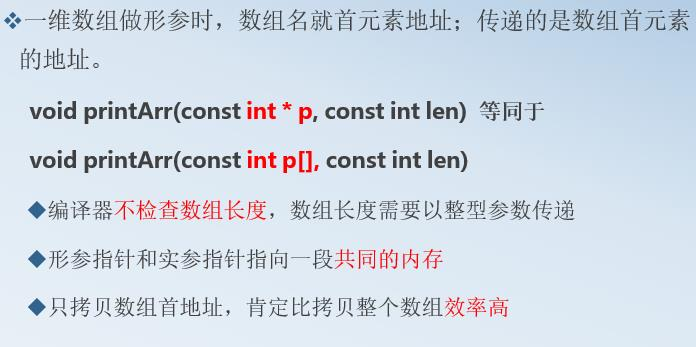 ❖一维数组做形参时，数组名就首元素地址；传递的是数组首元素
的地址。
void printArr(const int * p, const int len) 等同于
void printArr(const int p[], const int len)
◆编译器不检查数组长度，数组长度需要以整型参数传递
◆形参指针和实参指针指向一段共同的内存
◆只拷贝数组首地址，肯定比拷贝整个数组效率高